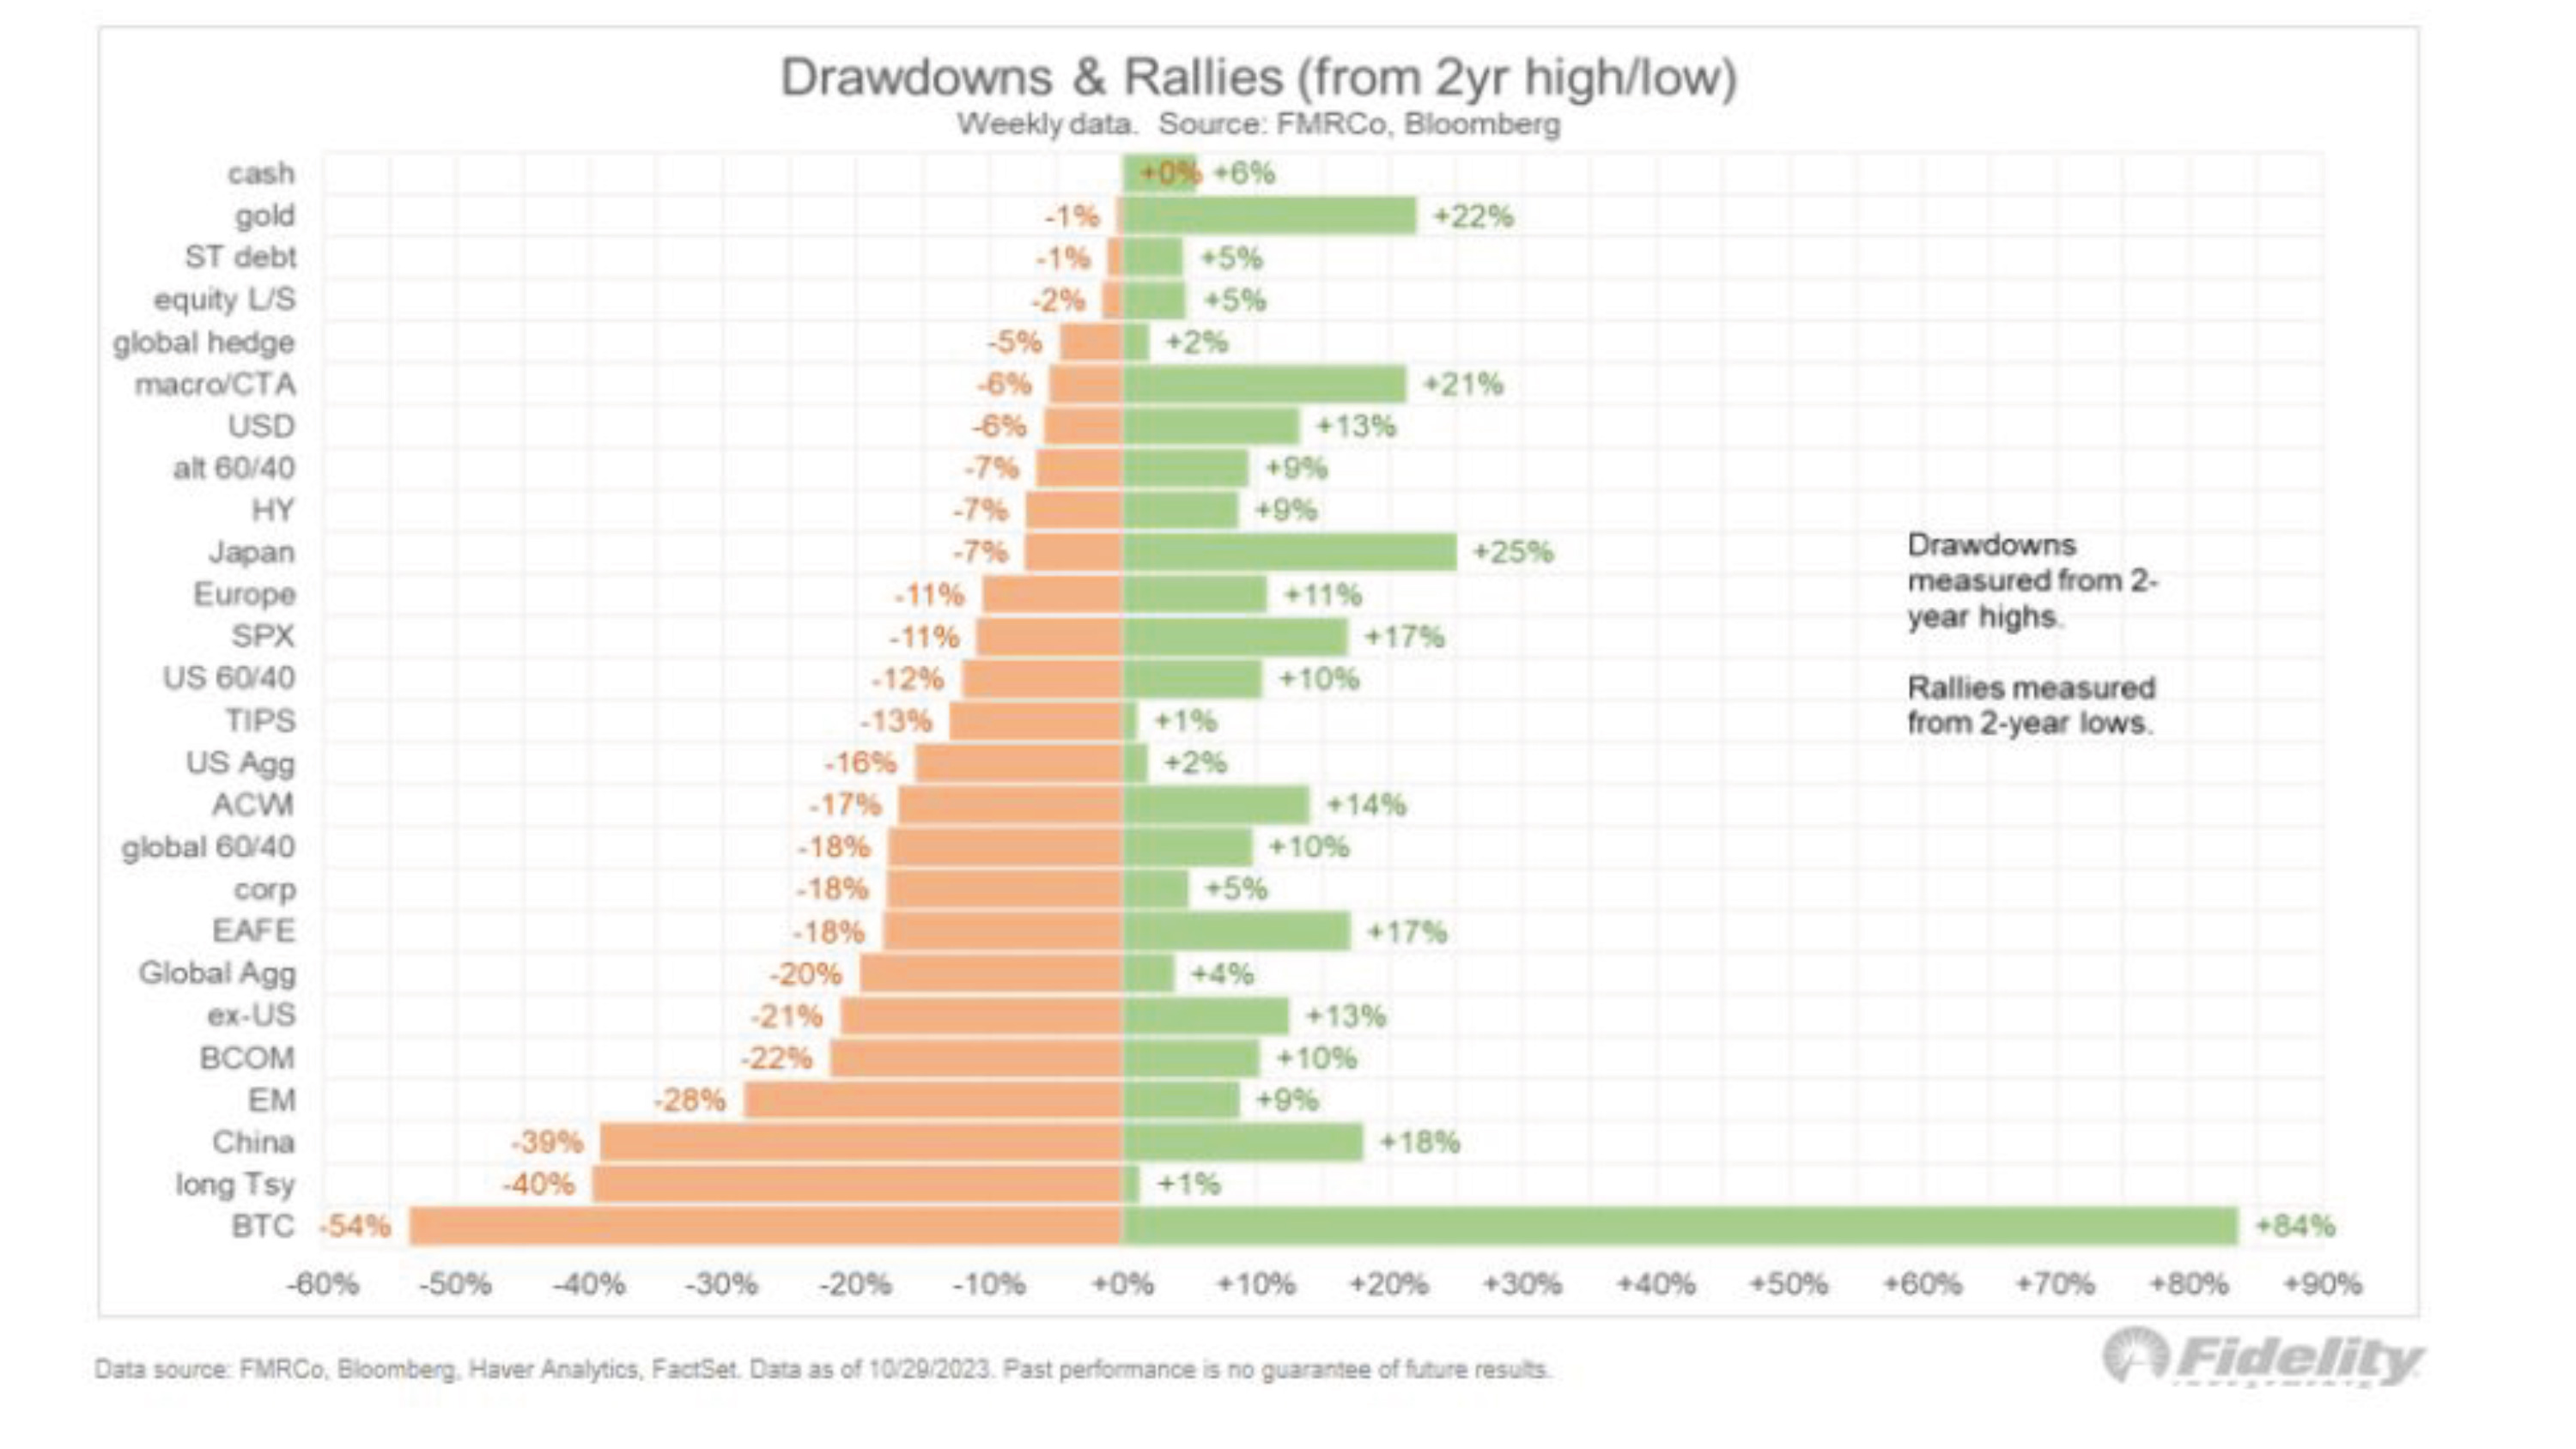 Drawdowns & Rallies (from 2yr high/low)
Weekly data. Source: FMRCo, Bloomberg
cash +0% +6%
gold -1% +22%
ST debt -1% +5%
equity L/S -2% +5%
global hedge -5% +2%
macro/CTA -6% +21%
USD -6% +13%
alt 60/40 -7% +9%
HY -7% +9%
Japan -7% +25%
Europe -11% +11%
SPX -11% +17%
US 60/40 -12% +10%
TIPS -13% +1%
US Agg -16% +2%
ACWI -17% +14%
global 60/40 -18% +10%
corp -18% +5%
EAFE -18% +17%
Global Agg -20% +4%
ex-US -21% +13%
BCOM -22% +10%
EM -28% +9%
China -39% +18%
long Tsy -40% +1%
BTC -54% +84%
-60% -50% -40% -30% -20% -10% +0% +10% +20% +30% +40% +50% +60% +70% +80% +90%
Drawdowns
measured from 2-
year highs.
Rallies measured
from 2-year lows.
Data source: FMRCo, Bloomberg, Haver Analytics, FactSet. Data as of 10/29/2023. Past performance is no guarantee of future results.
Fidelity